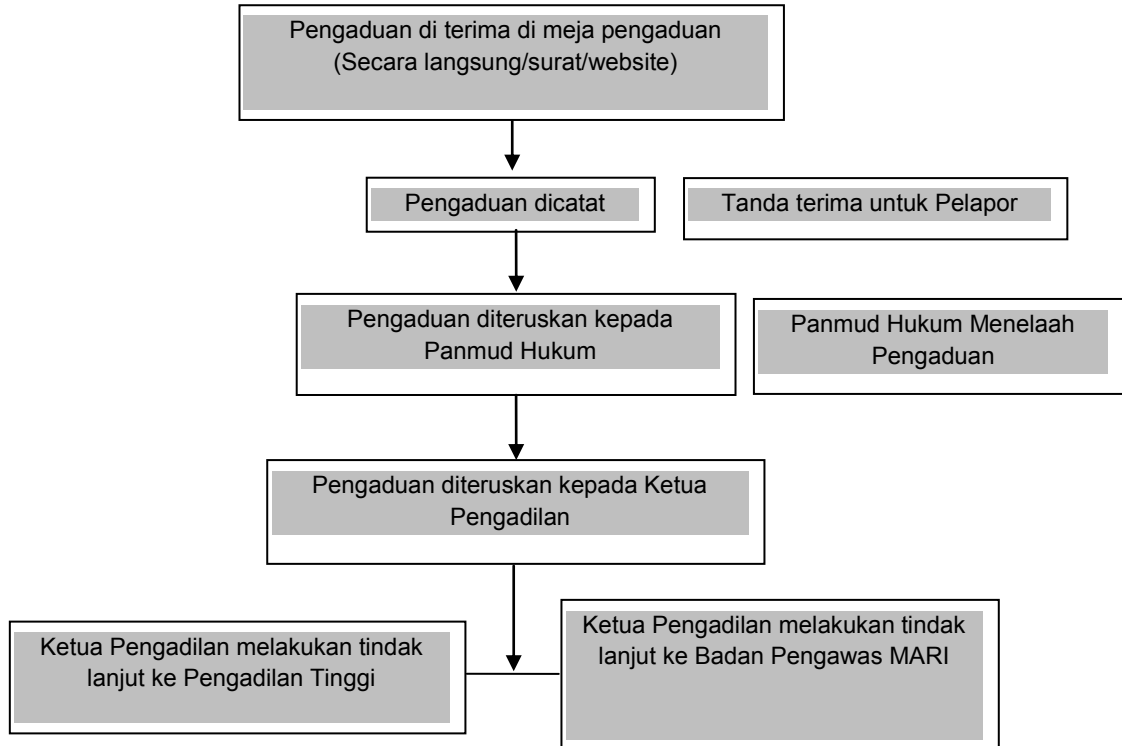 Pengaduan di terima di meja pengaduan
(Secara langsung/surat/website)
Pengaduan dicatat
Tanda terima untuk Pelapor
Pengaduan diteruskan kepada
Panmud Hukum
Panmud Hukum Menelaah
Pengaduan
Pengaduan diteruskan kepada Ketua
Pengadilan
Ketua Pengadilan melakukan tindak
lanjut ke Pengadilan Tinggi
Ketua Pengadilan melakukan tindak
lanjut ke Badan Pengawas MARI